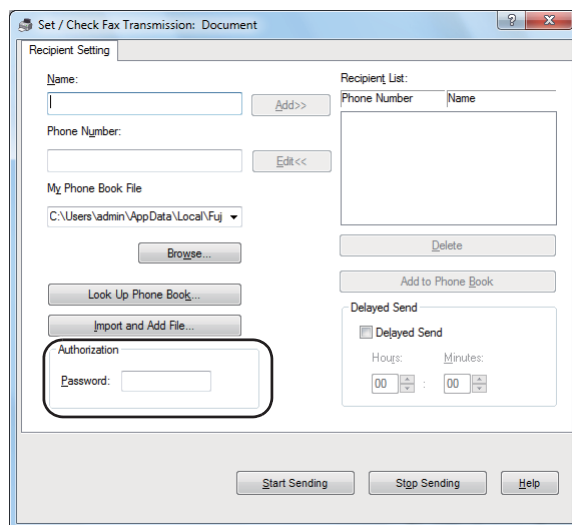 Set / Check Fax Transmission: Document
Recipient Setting
Name:
Add>>
Phone Number:
Edit<<
My Phone Book File
C:\Users\admin\AppData\Local\Fuj
Browse...
Look Up Phone Book...
Import and Add File...
Authorization
Password:
Recipient List:
Phone Number Name
Delete
Add to Phone Book
Delayed Send
Delayed Send
Hours: Minutes:
00 : 00
Start Sending Stop Sending Help